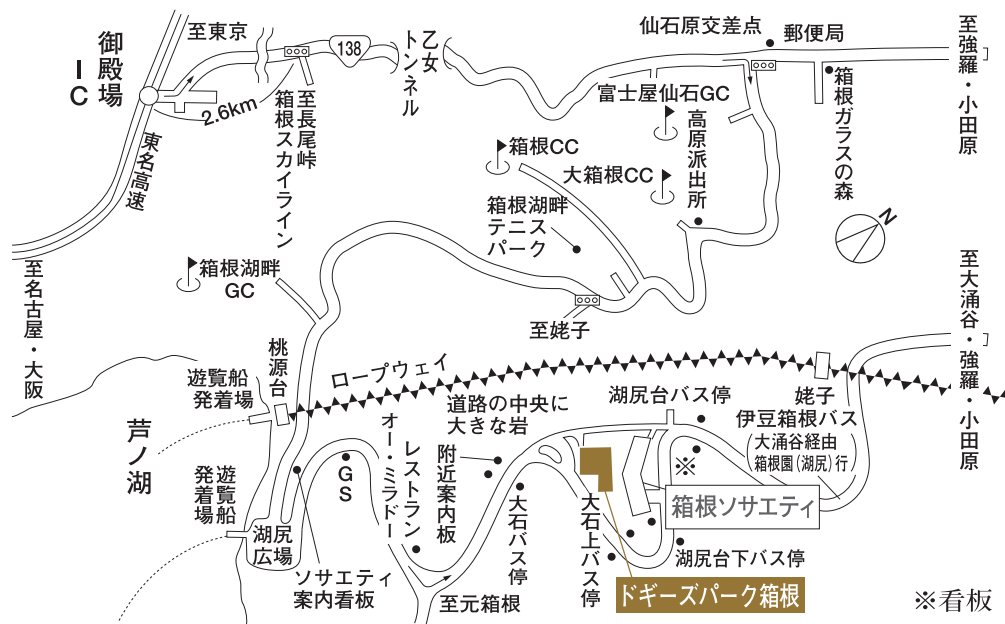 至東京
御殿場
IC
138
乙女
トンネル
仙石原交差点
郵便局
至強羅・小田原
2.6km
至長尾峠
箱根スカイライン
富士屋仙石GC
箱根ガラスの森
高原派出所
東名高速
箱根CC
大箱根CC
箱根湖畔
テニス
パーク
N
至名古屋・大阪
箱根湖畔
GC
至姥子
至大涌谷・強羅・小田原
桃源台
ロープウェイ
遊覧船
発着場
姥子
湖尻台バス停
道路の中央に
大きな岩
伊豆箱根バス
(大涌谷経由
箱根園(湖尻)行)
芦ノ湖
レストラン
オー・ミラドー
附近案内板
GS
※
遊覧船
発着場
大石バス停
大石上バス停
箱根ソサエティ
湖尻
広場
ソサエティ
案内看板
湖尻台下バス停
至元箱根
ドギーズパーク箱根
※看板